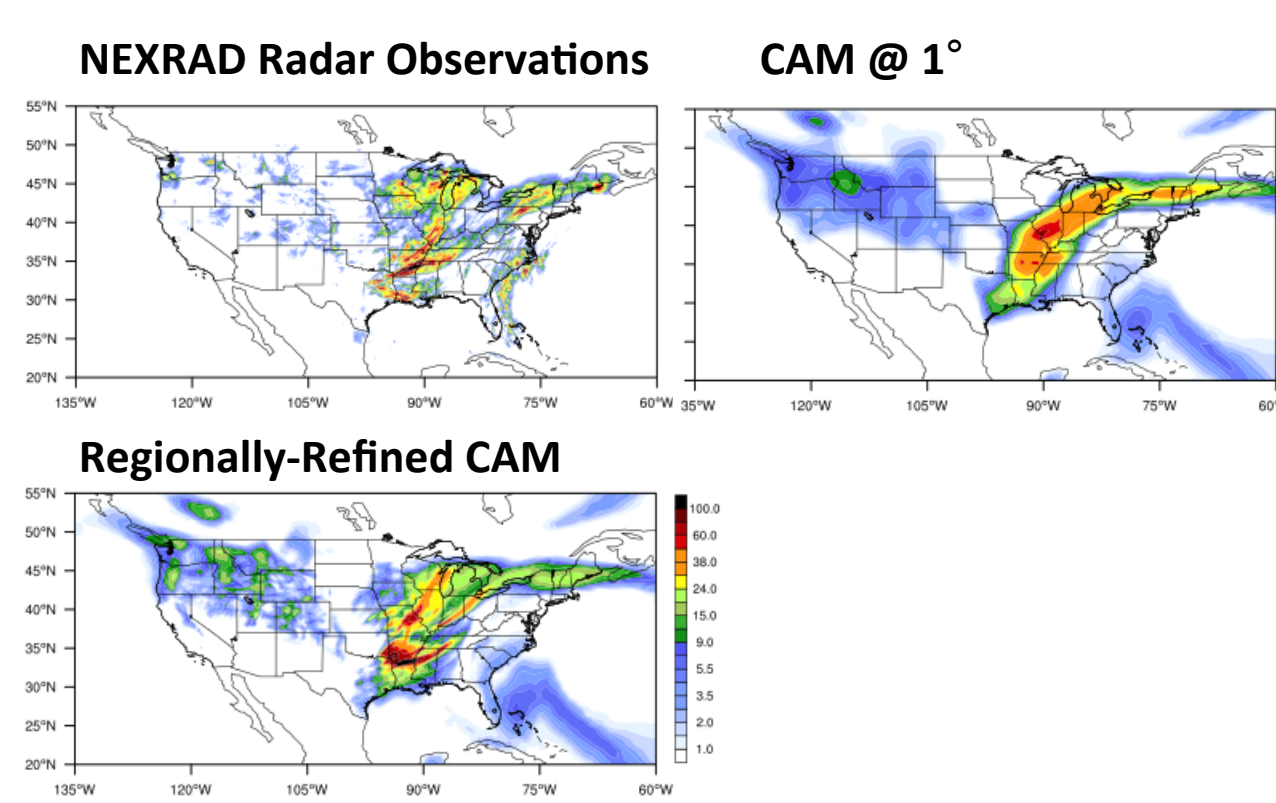 NEXRAD Radar Observations
CAM @ 1°
55°N
50°N
45°N
40°N
35°N
30°N
25°N
20°N
135°W 120°W 105°W 90°W 75°W 60°W
35°W 120°W 105°W 90°W 75°W 60°
Regionally-Refined CAM
55°N
50°N
45°N
40°N
35°N
30°N
25°N
20°N
135°W 120°W 105°W 90°W 75°W 60°W
100.0
60.0
38.0
24.0
15.0
9.0
5.5
3.5
2.0
1.0